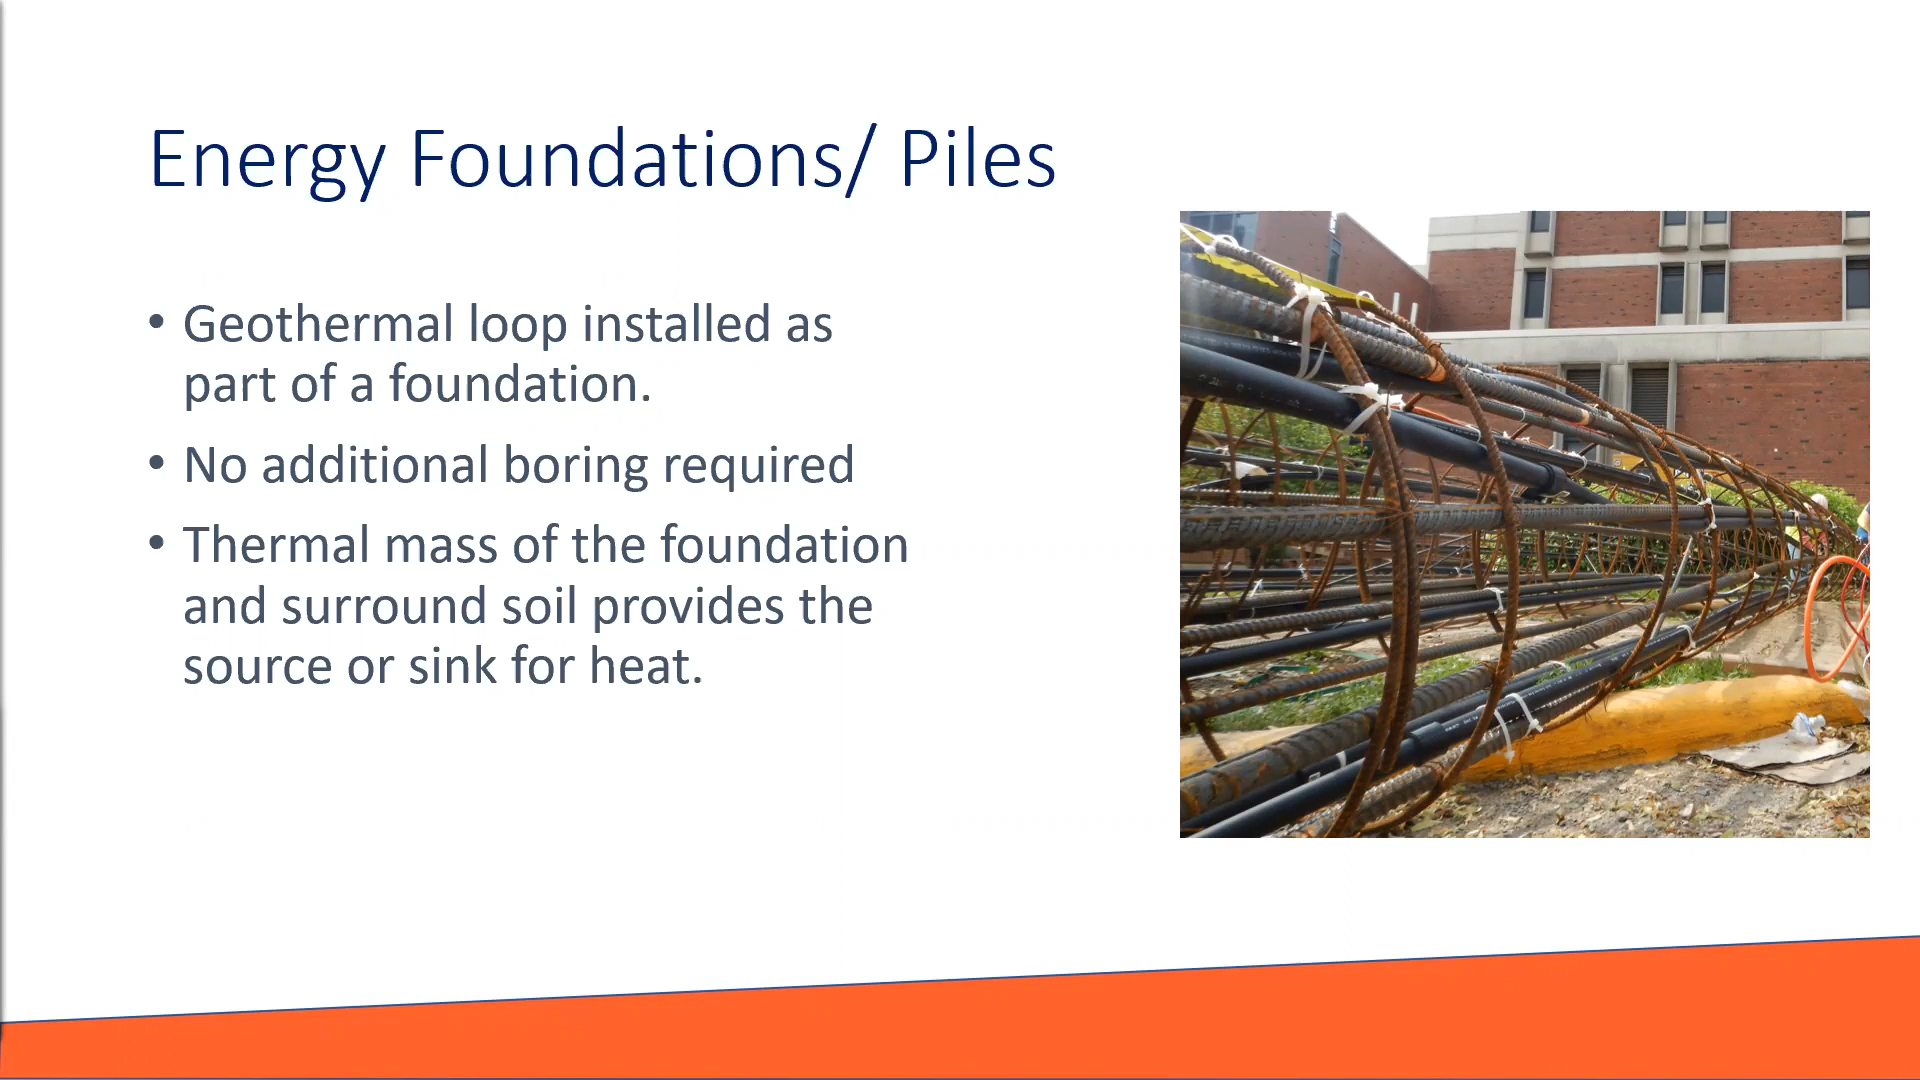 Energy Foundations/ Piles
• Geothermal loop installed as
part of a foundation.
• No additional boring required
• Thermal mass of the foundation
and surround soil provides the
source or sink for heat.